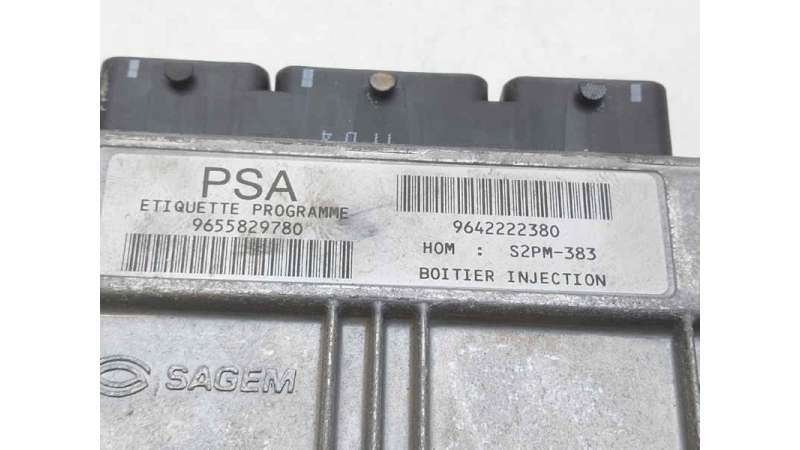 PSA
ETIQUETTE PROGRAMME
9655829780
9642222380
HOM : S2PM-383
BOITIER INJECTION
SAGEM